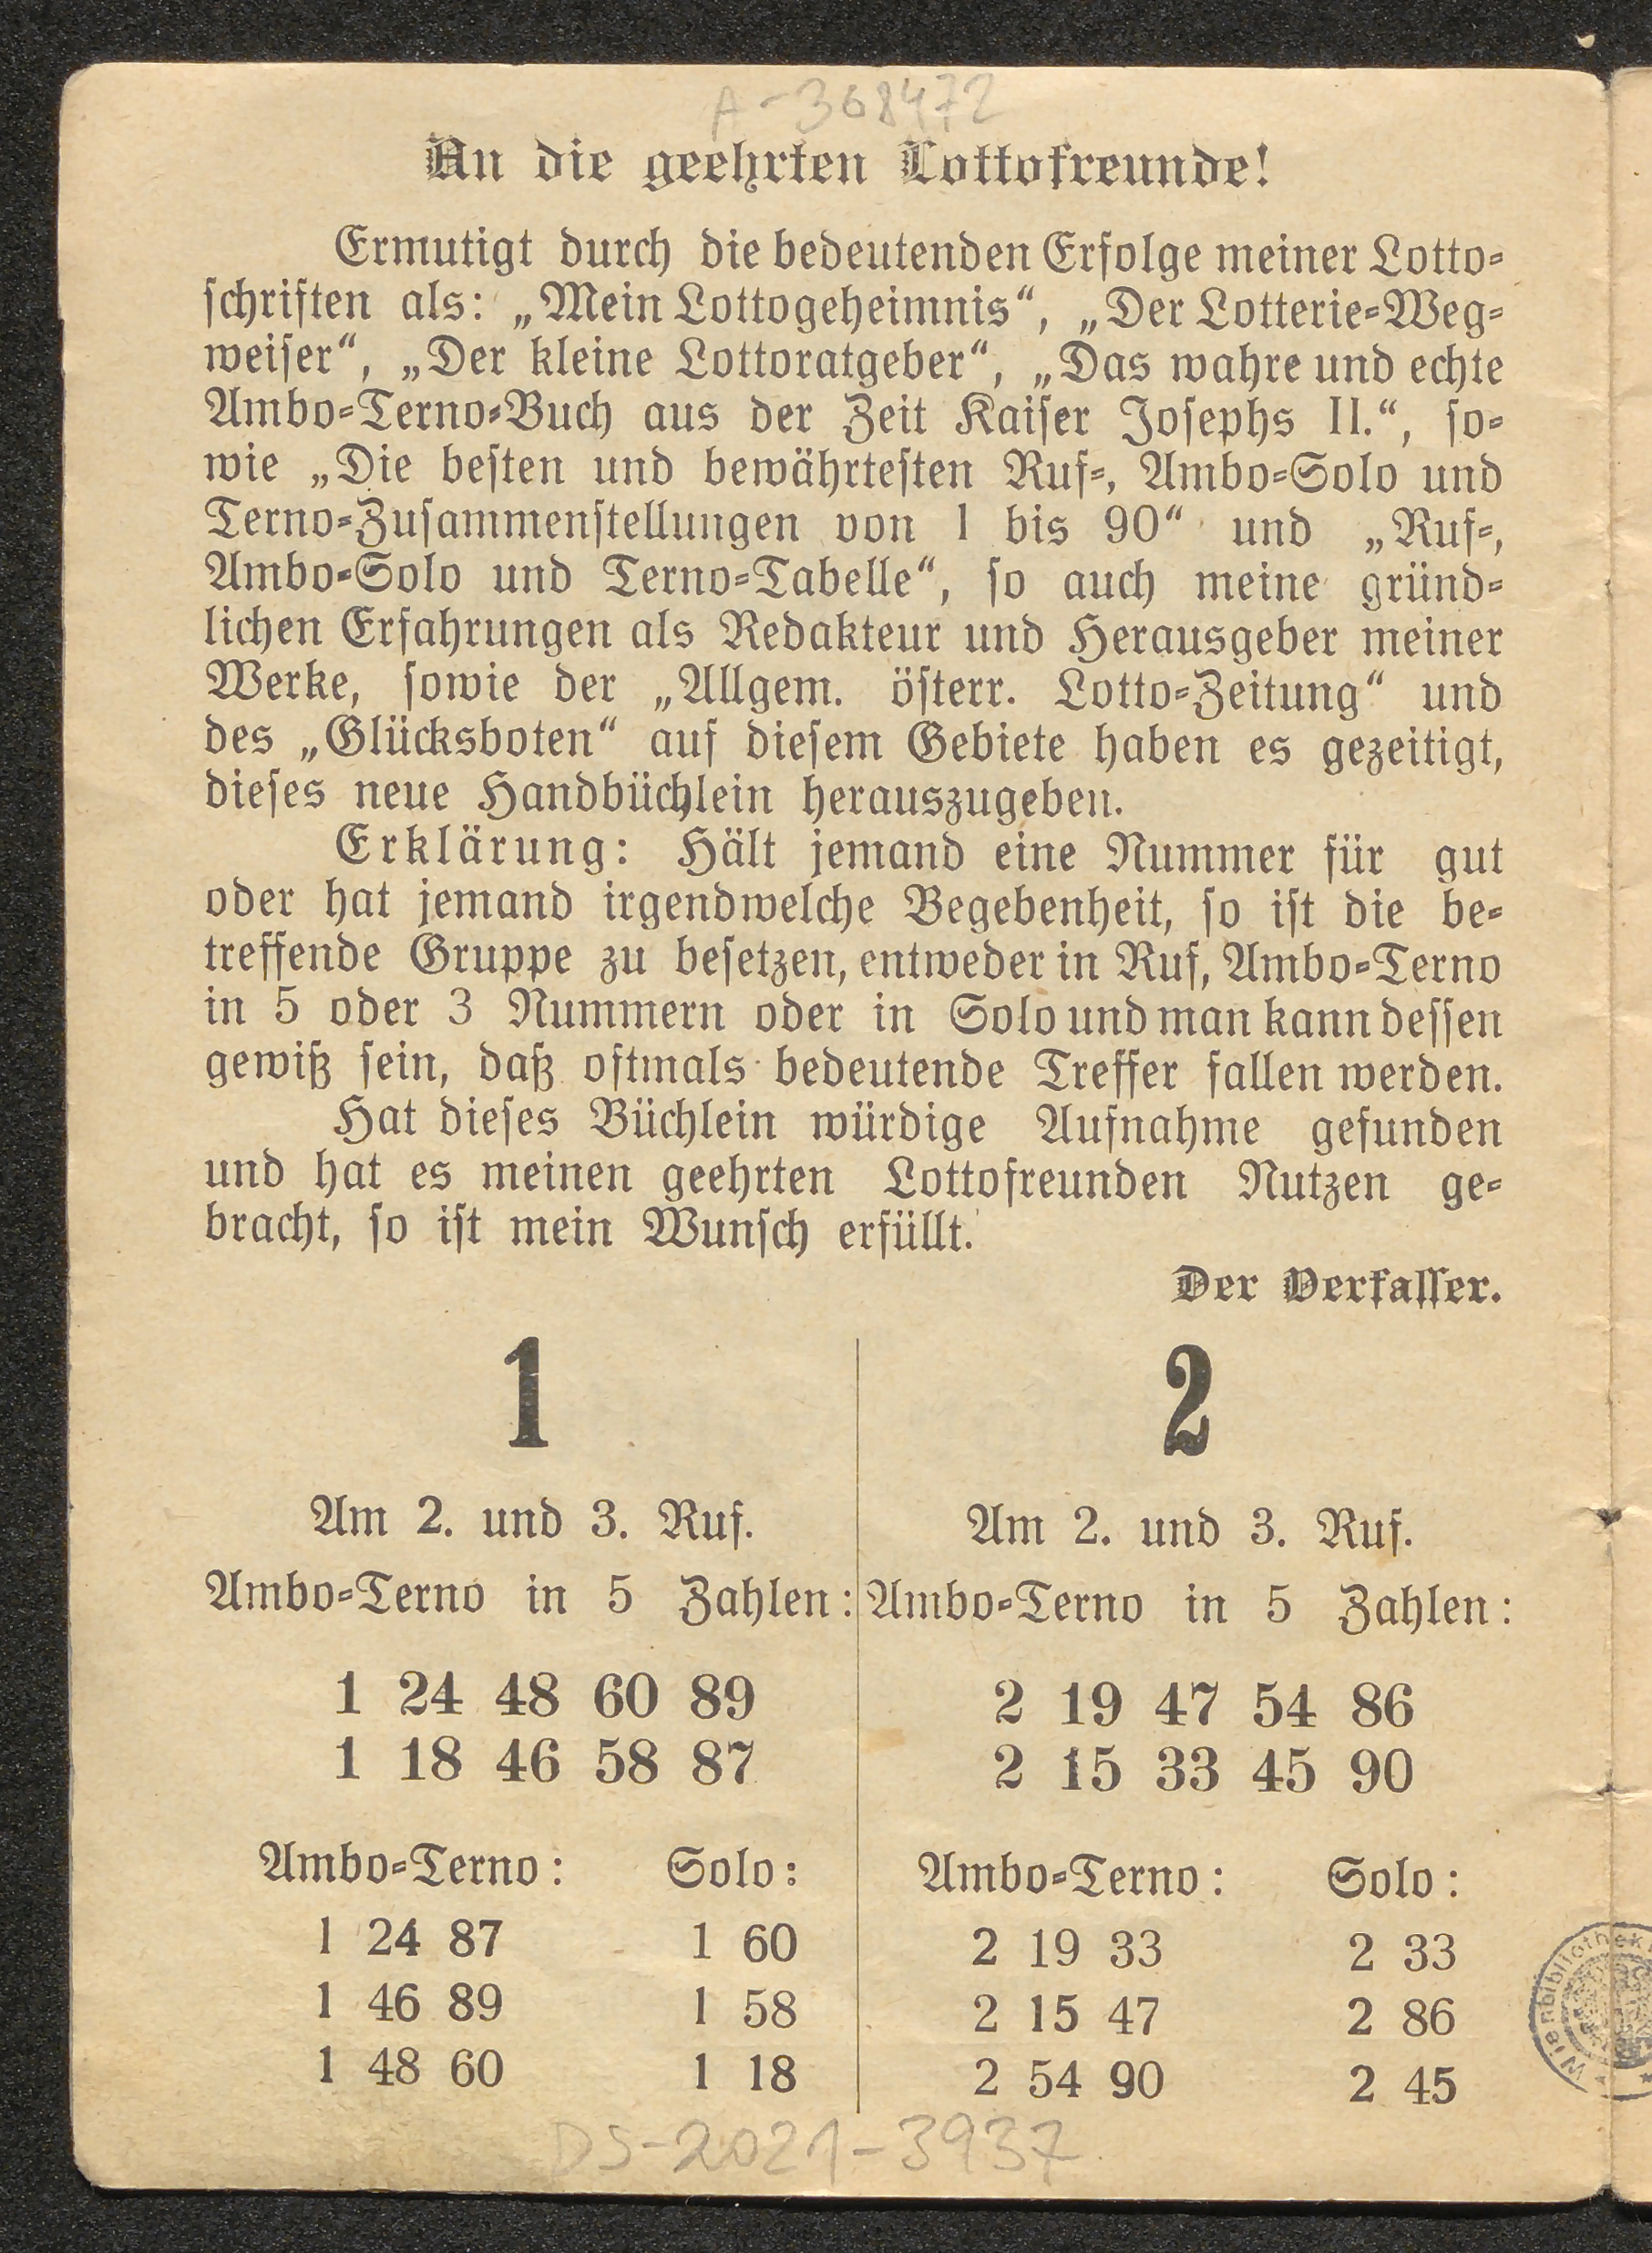 A-368472
An die geehrten Lottofreunde!
Ermutigt durch die bedeutenden Erfolge meiner Lotto-
schriften als: „Mein Lottogeheimnis“, „Der Lotterie-Weg-
weiser“, „Der kleine Lottoratgeber“, „Das wahre und echte
Ambo-Terno-Buch aus der Zeit Kaiser Josephs II.“, so-
wie „Die besten und bewährtesten Ruf-, Ambo-Solo und
Terno-Zusammenstellungen von 1 bis 90“ und „Ruf-,
Ambo-Solo und Terno-Tabelle“, so auch meine gründ-
lichen Erfahrungen als Redakteur und Herausgeber meiner
Werke, sowie der „Allgem. österr. Lotto-Zeitung“ und
des „Glücksboten“ auf diesem Gebiete haben es gezeitigt,
dieses neue Handbüchlein herauszugeben.
Erklärung: Hält jemand eine Nummer für gut
oder hat jemand irgendwelche Begebenheit, so ist die be-
treffende Gruppe zu besetzen, entweder in Ruf, Ambo-Terno
in 5 oder 3 Nummern oder in Solo und man kann dessen
gewiß sein, daß oftmals bedeutende Treffer fallen werden.
Hat dieses Büchlein würdige Aufnahme gefunden
und hat es meinen geehrten Lottofreunden Nutzen ge-
bracht, so ist mein Wunsch erfüllt.
Der Verfasser.
1
Am 2. und 3. Ruf.
Ambo-Terno in 5 Zahlen:
1 24 48 60 89
1 18 46 58 87
Ambo-Terno: Solo:
1 24 87 1 60
1 46 89 1 58
1 48 60 1 18
2
Am 2. und 3. Ruf.
Ambo-Terno in 5 Zahlen:
2 19 47 54 86
2 15 33 45 90
Ambo-Terno: Solo:
2 19 33 2 33
2 15 47 2 86
2 54 90 2 45
Wienbibliothek
DS-2021-3937